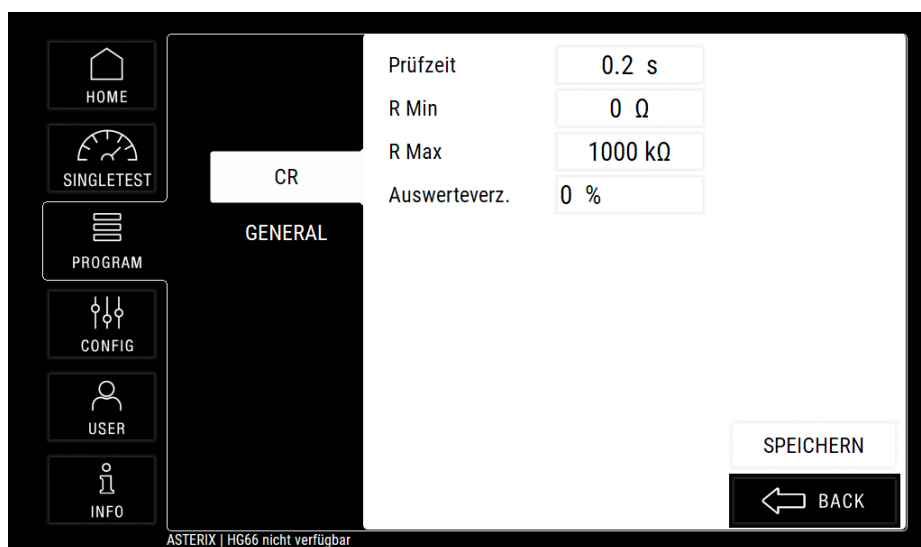 HOME
SINGLETEST
PROGRAM
CONFIG
USER
INFO
CR
GENERAL
Prüfzeit 0.2 s
R Min 0 Ω
R Max 1000 kΩ
Auswerteverz. 0 %
SPEICHERN
BACK
ASTERIX | HG66 nicht verfügbar